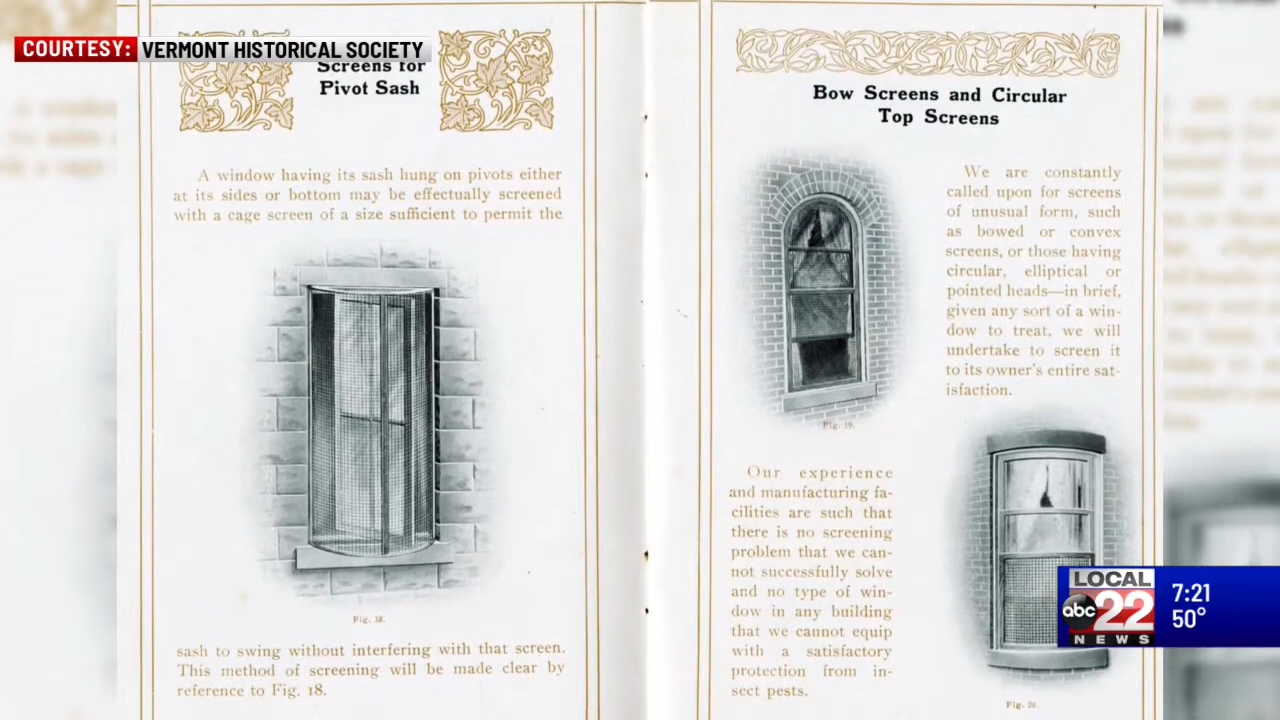 COURTESY: VERMONT HISTORICAL SOCIETY
Screens for
Pivot Sash
A window having its sash hung on pivots either
at its sides or bottom may be effectually screened
with a cage screen of a size sufficient to permit the
Fig. 18.
sash to swing without interfering with that screen.
This method of screening will be made clear by
reference to Fig. 18.
Bow Screens and Circular
Top Screens
We are constantly
called upon for screens
of unusual form, such
as bowed or convex
screens, or those having
circular, elliptical or
pointed heads—in brief,
given any sort of a win-
dow to treat, we will
undertake to screen it
to its owner's entire sat-
isfaction.
Fig. 19.
Our experience
and manufacturing fa-
cilities are such that
there is no screening
problem that we can-
not successfully solve
and no type of win-
dow in any building
that we cannot equip
with a satisfactory
protection from in-
sect pests.
Fig. 20.
LOCAL
abc 22
NEWS
7:21
50°